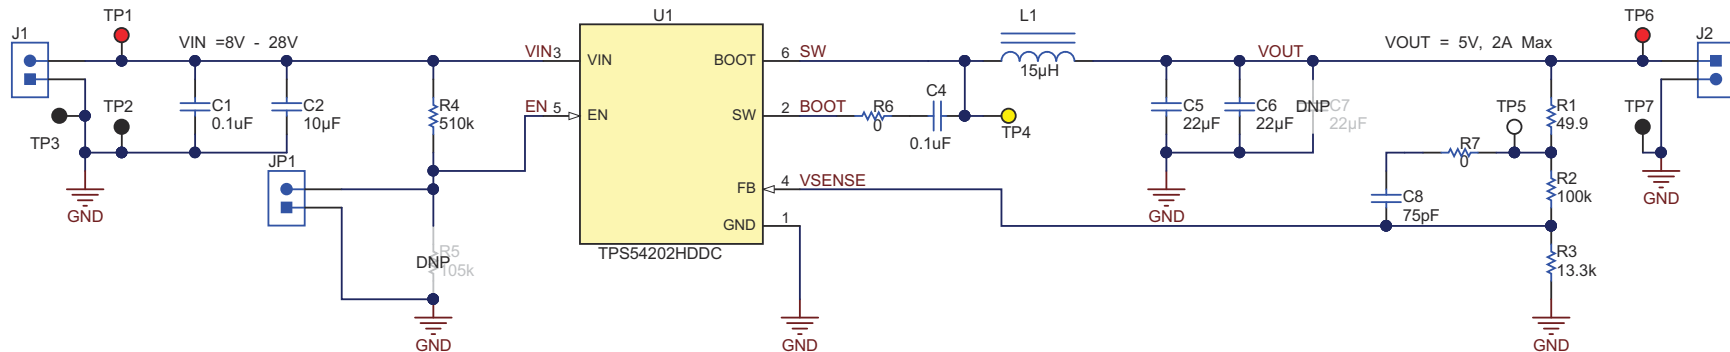 J1
TP1
VIN =8V - 28V
TP3
TP2
C1
0.1uF
C2
10µF
R4
510k
JP1
GND
DNP
R5
105k
GND
U1
VIN
3
VIN
EN
5
EN
BOOT
6
SW
SW
2
BOOT
FB
4
VSENSE
GND
1
TPS54202HDDC
GND
R6
0
C4
0.1uF
TP4
L1
15µH
VOUT
C5
22µF
C6
22µF
DNP
C7
22µF
GND
VOUT = 5V, 2A Max
TP5
R7
0
C8
75pF
R1
49.9
R2
100k
R3
13.3k
GND
TP6
J2
TP7
GND